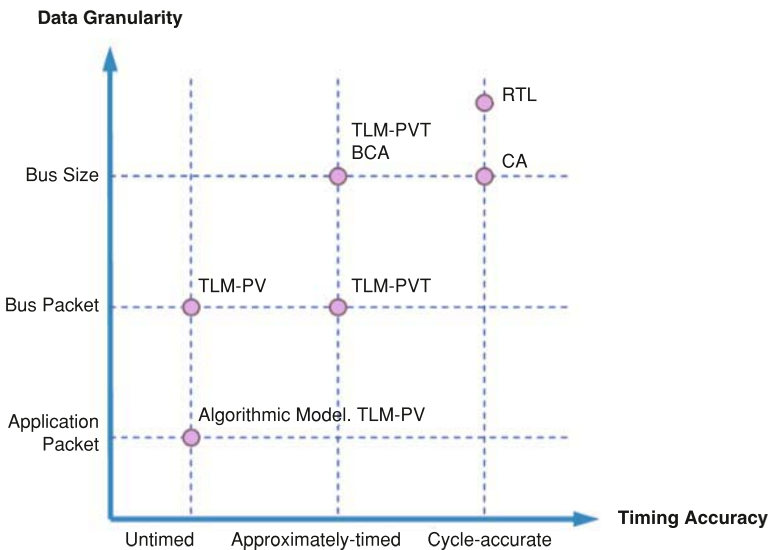 Data Granularity
RTL
TLM-PVT
BCA
CA
Bus Size
TLM-PV
TLM-PVT
Bus Packet
Algorithmic Model. TLM-PV
Application
Packet
Timing Accuracy
Untimed
Approximately-timed
Cycle-accurate